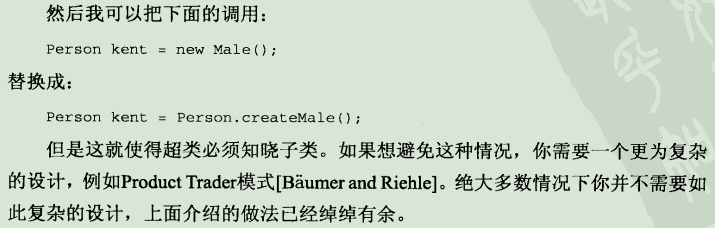 然后我可以把下面的调用：
Person kent = new Male();
替换成：
Person kent = Person.createMale();
但是这就使得超类必须知晓子类。如果想避免这种情况，你需要一个更为复杂
的设计，例如Product Trader模式[Bäumer and Riehle]。绝大多数情况下你并不需要如
此复杂的设计，上面介绍的做法已经绰绰有余。